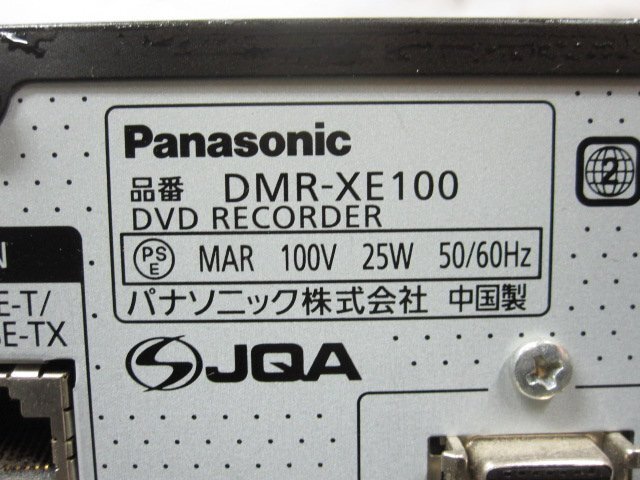 Panasonic
品番 DMR-XE100
DVD RECORDER
PS
E
MAR 100V 25W 50/60Hz
パナソニック株式会社 中国製
JQA
2
N
E-T/
SE-TX